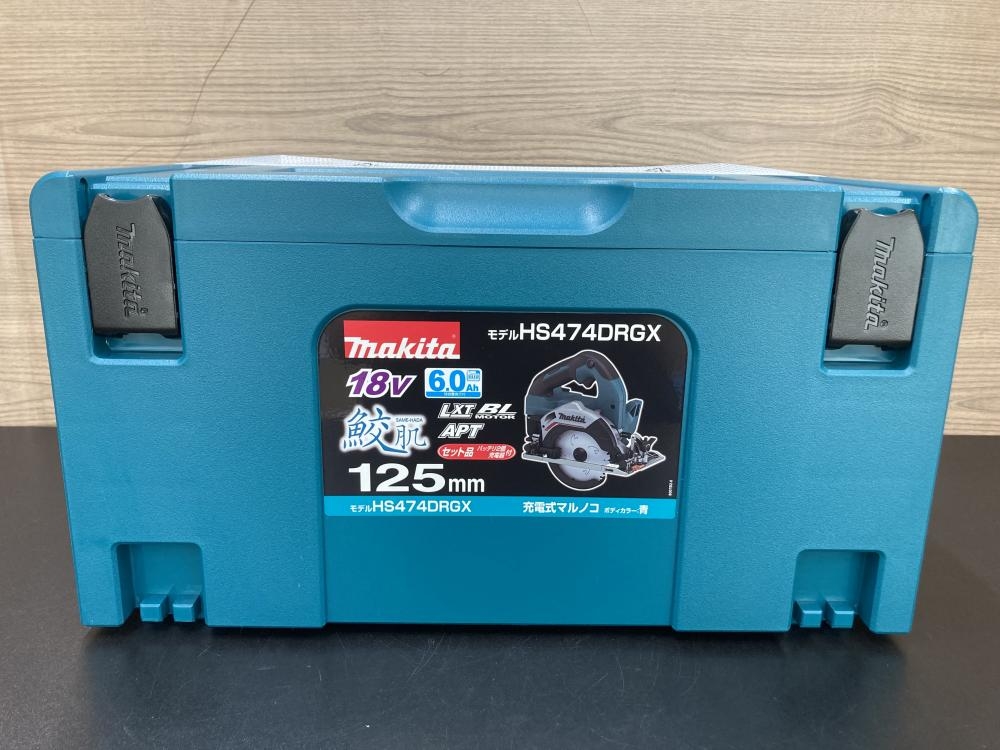 makita
makita
makita
モデルHS474DRGX
18V
6.0Ah
LXT BL MOTOR
鮫肌
SAME-HADA
APT
セット品 バッテリ2個 充電器付
makita
125mm
モデルHS474DRGX
充電式マルノコ ボディカラー:青